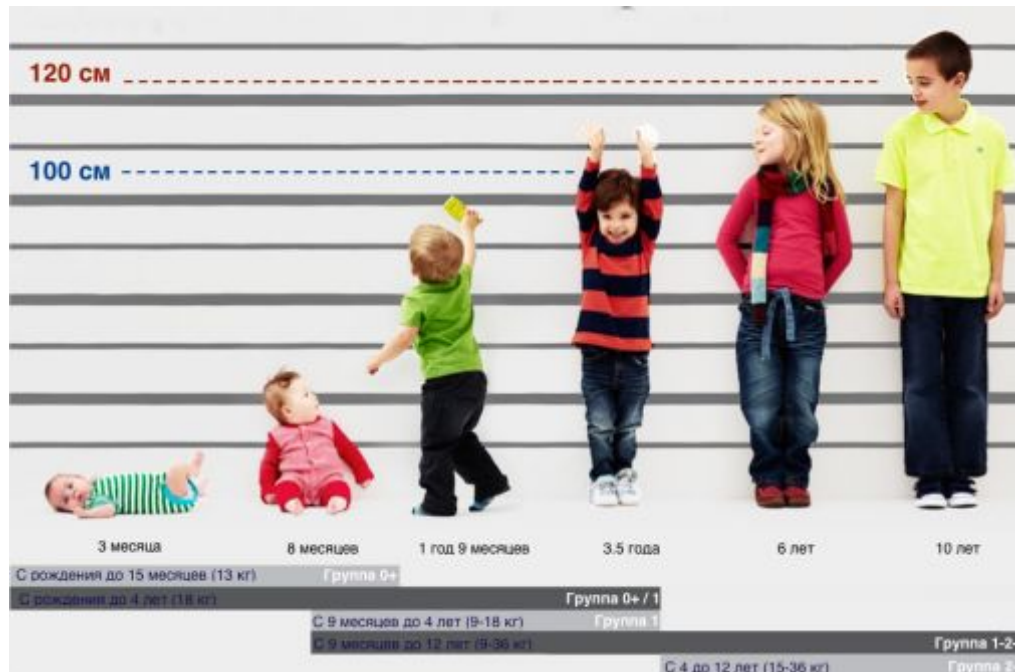 120 см
100 см
3 месяца
8 месяцев
1 год 9 месяцев
3.5 года
6 лет
10 лет
С рождения до 15 месяцев (13 кг) Группа 0+
С рождения до 4 лет (18 кг) Группа 0+ / 1
С 9 месяцев до 4 лет (9-18 кг) Группа 1
С 9 месяцев до 12 лет (9-36 кг) Группа 1-2-
С 4 до 12 лет (15-36 кг) Группа 2-